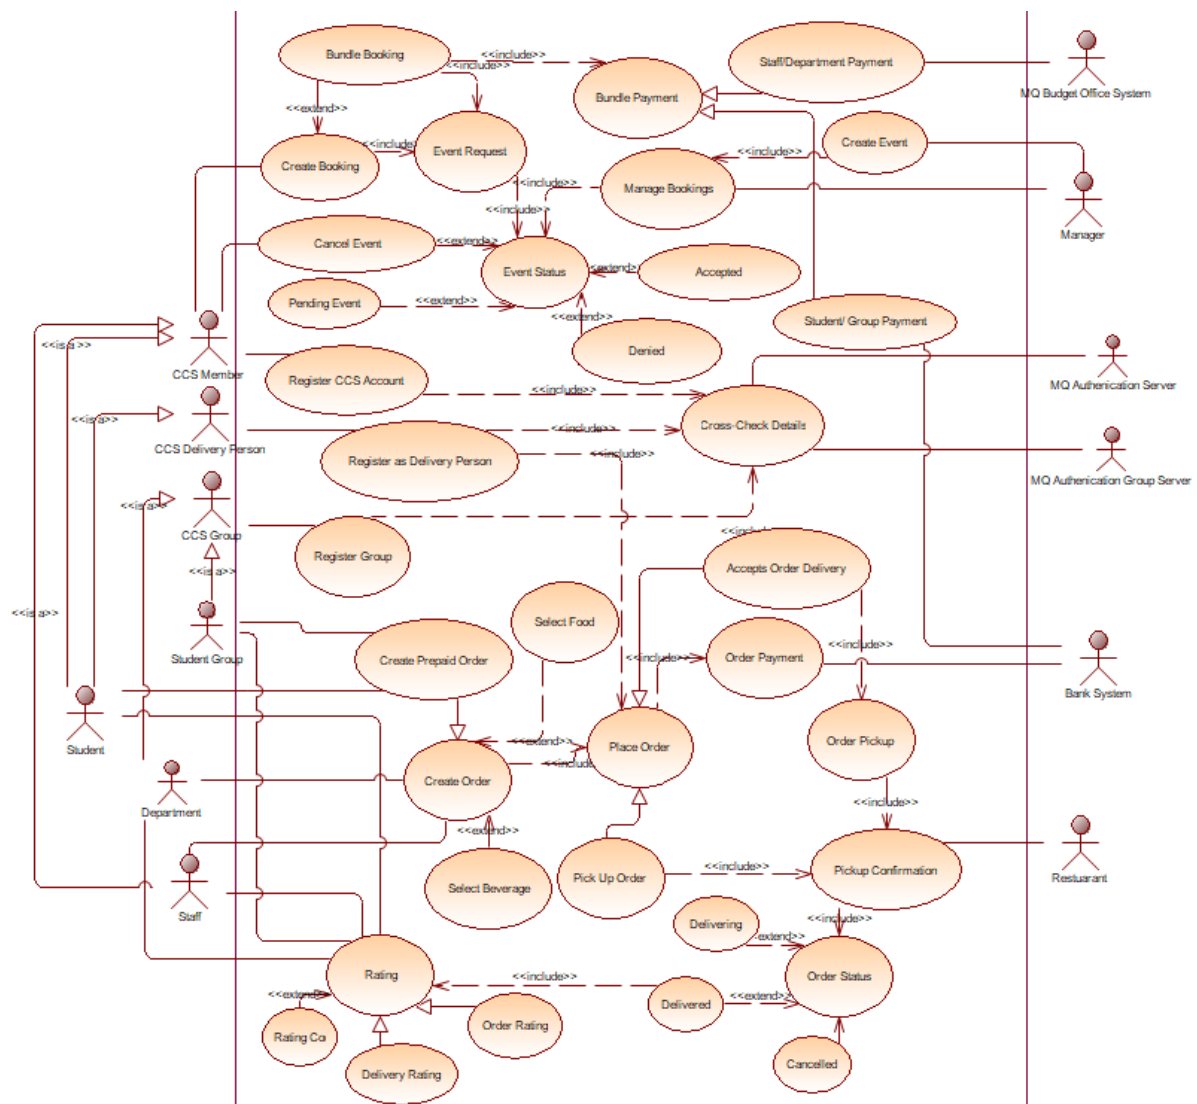 Bundle Booking
<<include>>
<<include>>
Staff/Department Payment
MQ Budget Office System
Bundle Payment
<<extend>>
Create Event
<<include>>
Event Request
<<include>>
Create Booking
<<include>>
Manage Bookings
<<include>>
<<include>>
Manager
Cancel Event
<<extend>>
Event Status
<<extend>>
Accepted
Pending Event
<<extend>>
<<extend>>
Student/ Group Payment
<<is a >>
Denied
CCS Member
Register CCS Account
<<include>>
MQ Authenication Server
<<is a>>
CCS Delivery Person
Cross-Check Details
<<include>>
<<include>>
Register as Delivery Person
MQ Authenication Group Server
<<is a>>
CCS Group
<<include>>
Register Group
Accepts Order Delivery
<<is a>>
<<is a>>
Select Food
Student Group
Create Prepaid Order
<<include>>
Order Payment
<<include>>
Bank System
Student
<<extend>>
Place Order
Order Pickup
<<include
Create Order
Department
<<include>>
<<extend>>
Select Beverage
Pick Up Order
<<include>>
Pickup Confirmation
Restuarant
Staff
Delivering
<<include>>
<extend>>
Rating
<<include>>
Order Status
<<extend>>
Delivered
<<extend>>
Rating Co
Order Rating
Delivery Rating
Cancelled